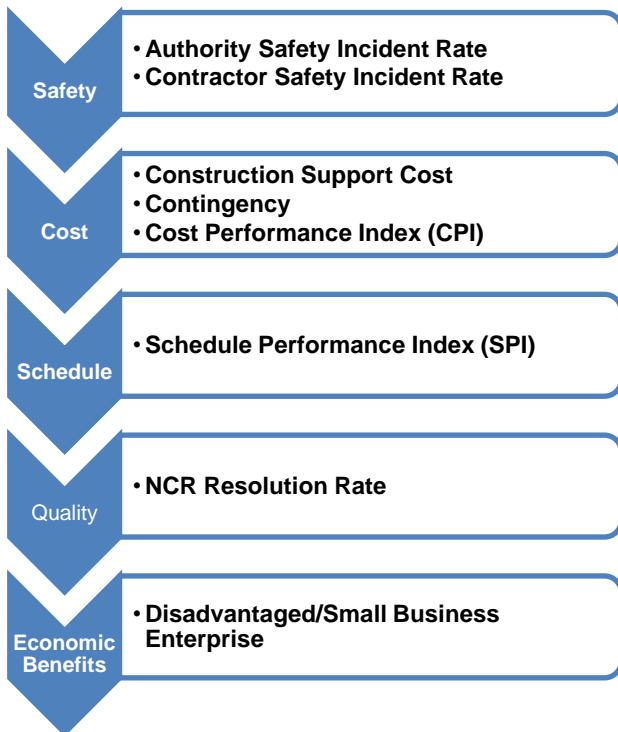 Safety
• Authority Safety Incident Rate
• Contractor Safety Incident Rate
Cost
• Construction Support Cost
• Contingency
• Cost Performance Index (CPI)
Schedule
• Schedule Performance Index (SPI)
Quality
• NCR Resolution Rate
Economic
Benefits
• Disadvantaged/Small Business
Enterprise